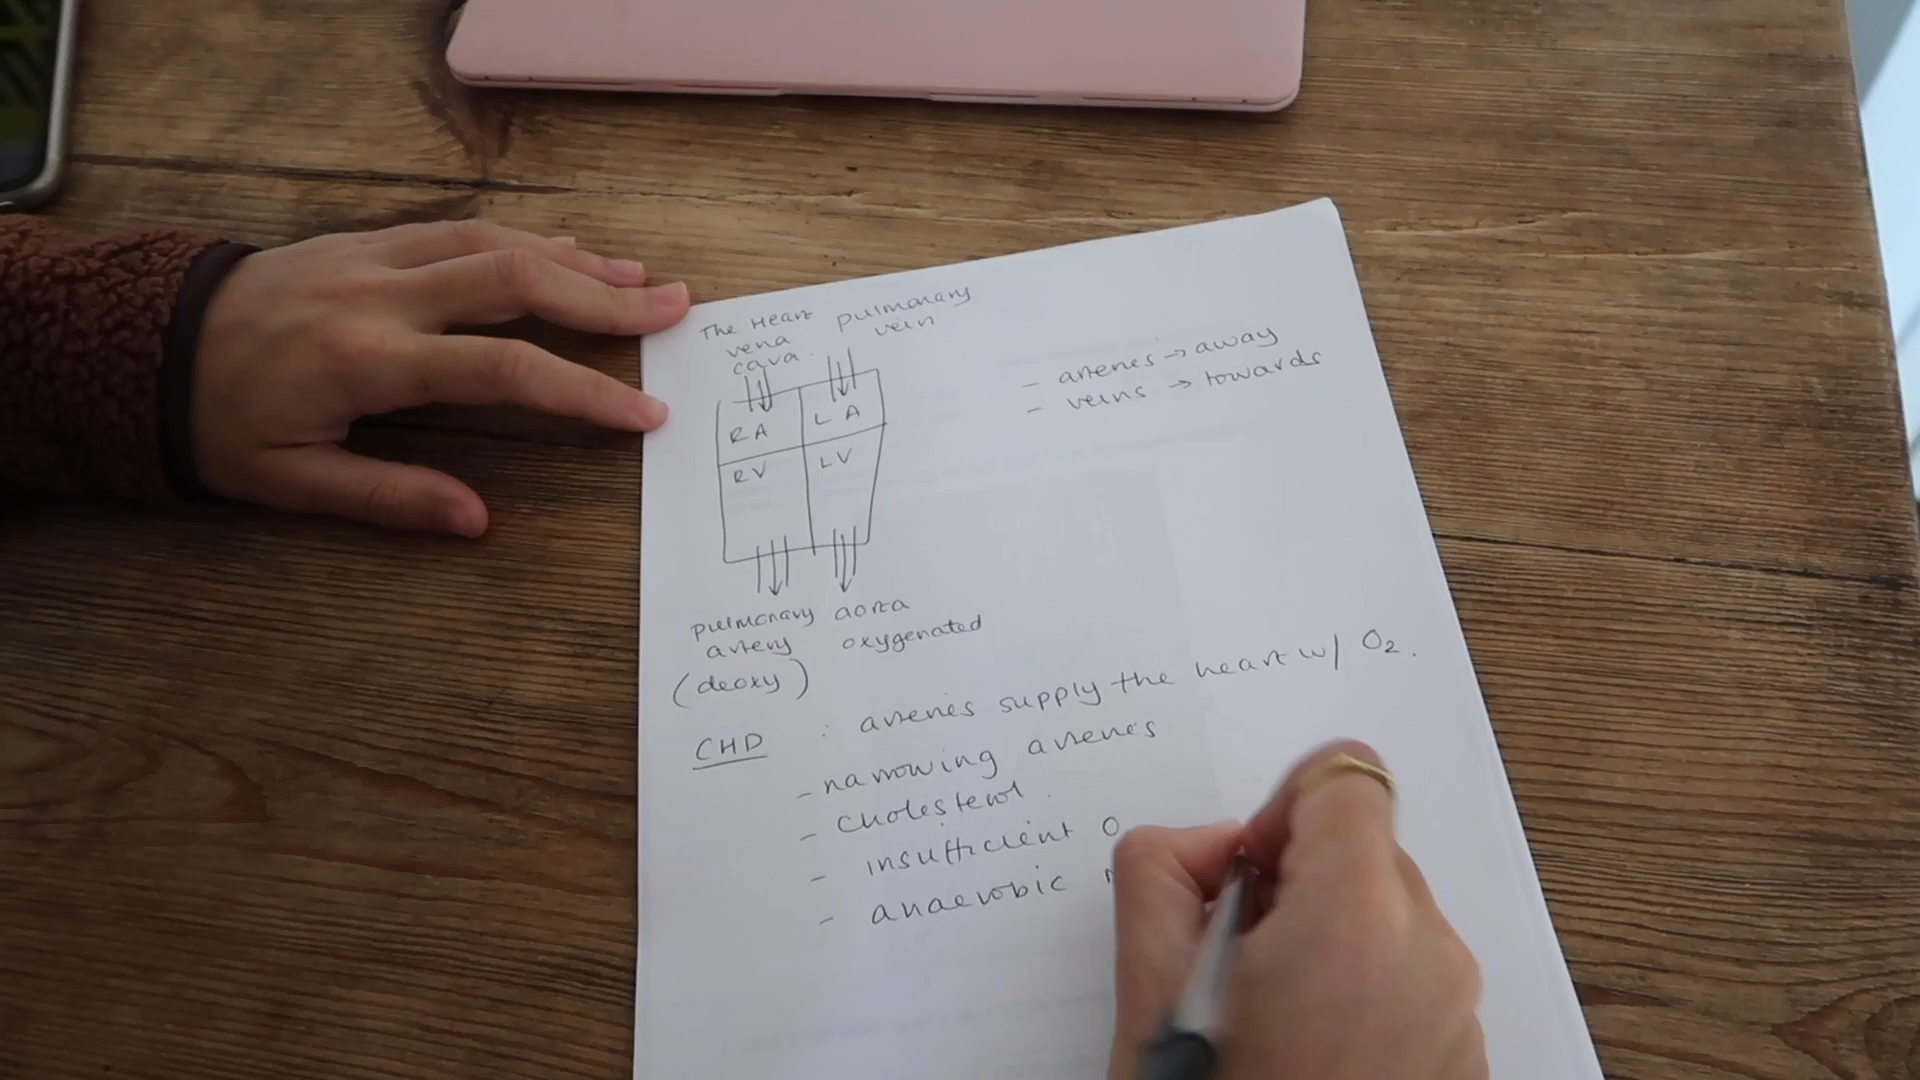 The Heart
pulmonary
vein
vena
cava.
RA
LA
RV
LV
pulmonary
artery
(deoxy)
aorta
oxygenated
- arteries → away
- veins → towards
CHD : arteries supply the heart w/ O2.
- narrowing arteries
- cholesterol
- insufficient O
- anaerobic